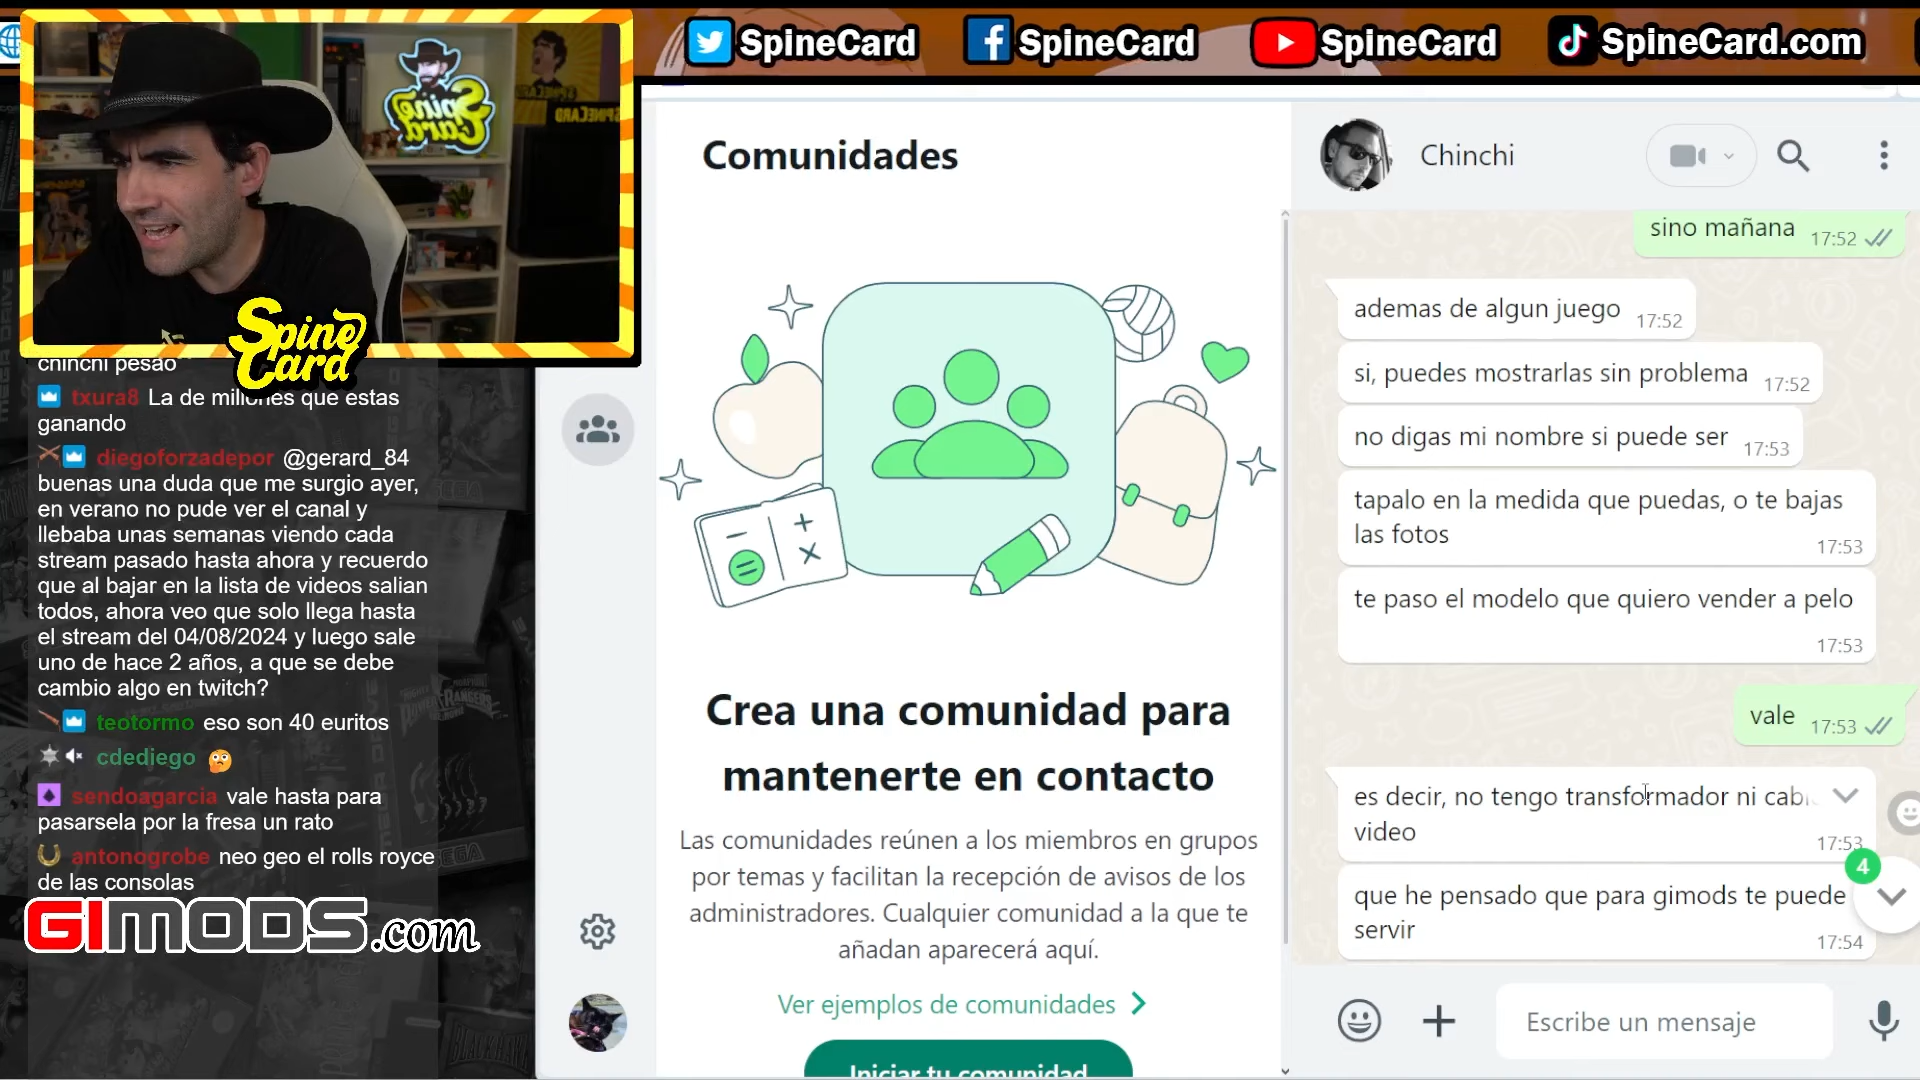 SpineCard
SpineCard
SpineCard
SpineCard.com
Spine
Card
chinchi pesao
txura8 La de millones que estas
ganando
diegoforzadepor @gerard_84
buenas una duda que me surgio ayer,
en verano no pude ver el canal y
llebaba unas semanas viendo cada
stream pasado hasta ahora y recuerdo
que al bajar en la lista de videos salian
todos, ahora veo que solo llega hasta
el stream del 04/08/2024 y luego sale
uno de hace 2 años, a que se debe
cambio algo en twitch?
teotormo eso son 40 euritos
cdediego
sendoagarcia vale hasta para
pasarsela por la fresa un rato
antonogrobe neo geo el rolls royce
de las consolas
GIMODS.com
Comunidades
Crea una comunidad para
mantenerte en contacto
Las comunidades reúnen a los miembros en grupos
por temas y facilitan la recepción de avisos de los
administradores. Cualquier comunidad a la que te
añadan aparecerá aquí.
Ver ejemplos de comunidades
Iniciar tu comunidad
Chinchi
sino mañana 17:52
ademas de algun juego 17:52
si, puedes mostrarlas sin problema 17:52
no digas mi nombre si puede ser 17:53
tapalo en la medida que puedas, o te bajas
las fotos 17:53
te paso el modelo que quiero vender a pelo
17:53
vale 17:53
es decir, no tengo transformador ni
video 17:53
4
que he pensado que para gimods te puede
servir 17:54
Escribe un mensaje